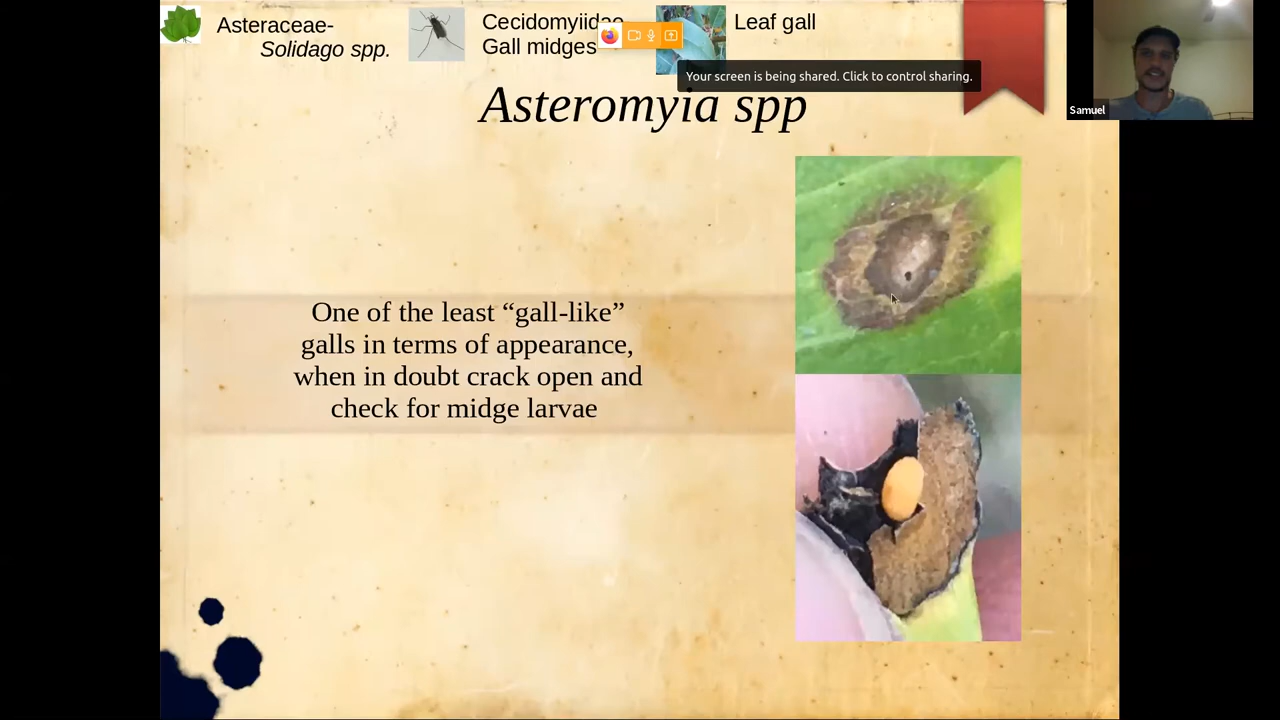 Asteraceae-
Solidago spp.
Cecidomyiidae
Gall midges
Leaf gall
Your screen is being shared. Click to control sharing.
Samuel
Asteromyia spp
One of the least “gall-like”
galls in terms of appearance,
when in doubt crack open and
check for midge larvae